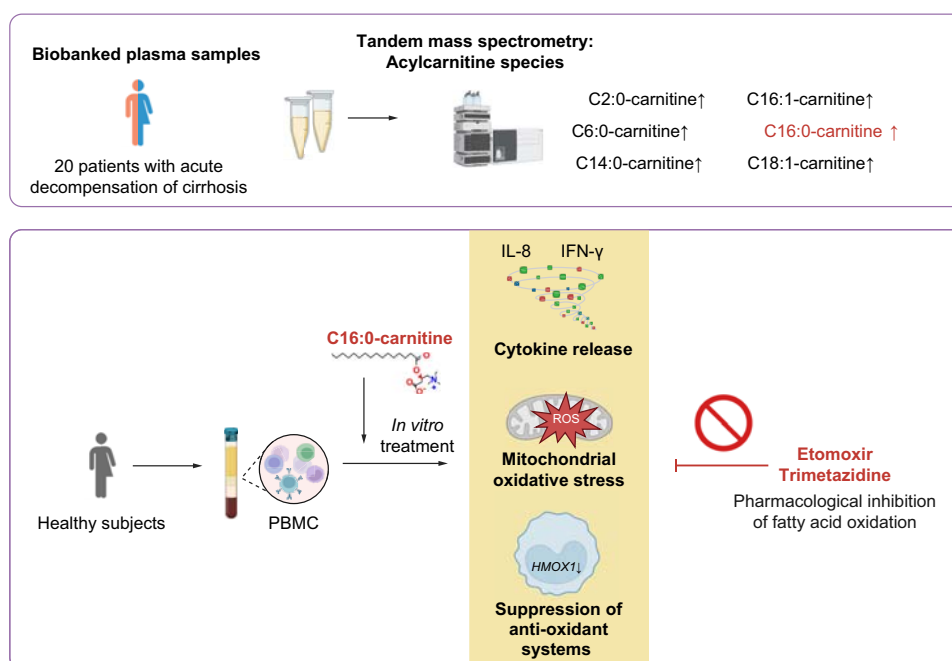 Biobanked plasma samples
20 patients with acute
decompensation of cirrhosis
Tandem mass spectrometry:
Acylcarnitine species
C2:0-carnitine↑
C16:1-carnitine↑
C6:0-carnitine↑
C16:0-carnitine ↑
C14:0-carnitine↑
C18:1-carnitine↑
Healthy subjects
PBMC
C16:0-carnitine
In vitro
treatment
IL-8 IFN-γ
Cytokine release
ROS
Mitochondrial
oxidative stress
HMOX1↓
Suppression of
anti-oxidant
systems
Etomoxir
Trimetazidine
Pharmacological inhibition
of fatty acid oxidation